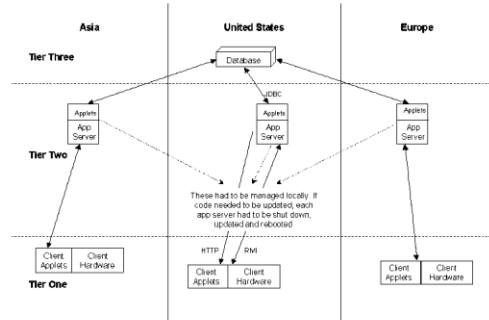 Asia
United States
Europe
Tier Three
Database
JDBC
Applets
App
Server
Applets
App
Server
Applets
App
Server
Tier Two
These had to be managed locally. If
code needed to be updated, each
app server had to be shut down,
updated and rebooted
HTTP
RMI
Client
Applets
Client
Hardware
Client
Applets
Client
Hardware
Client
Applets
Client
Hardware
Tier One